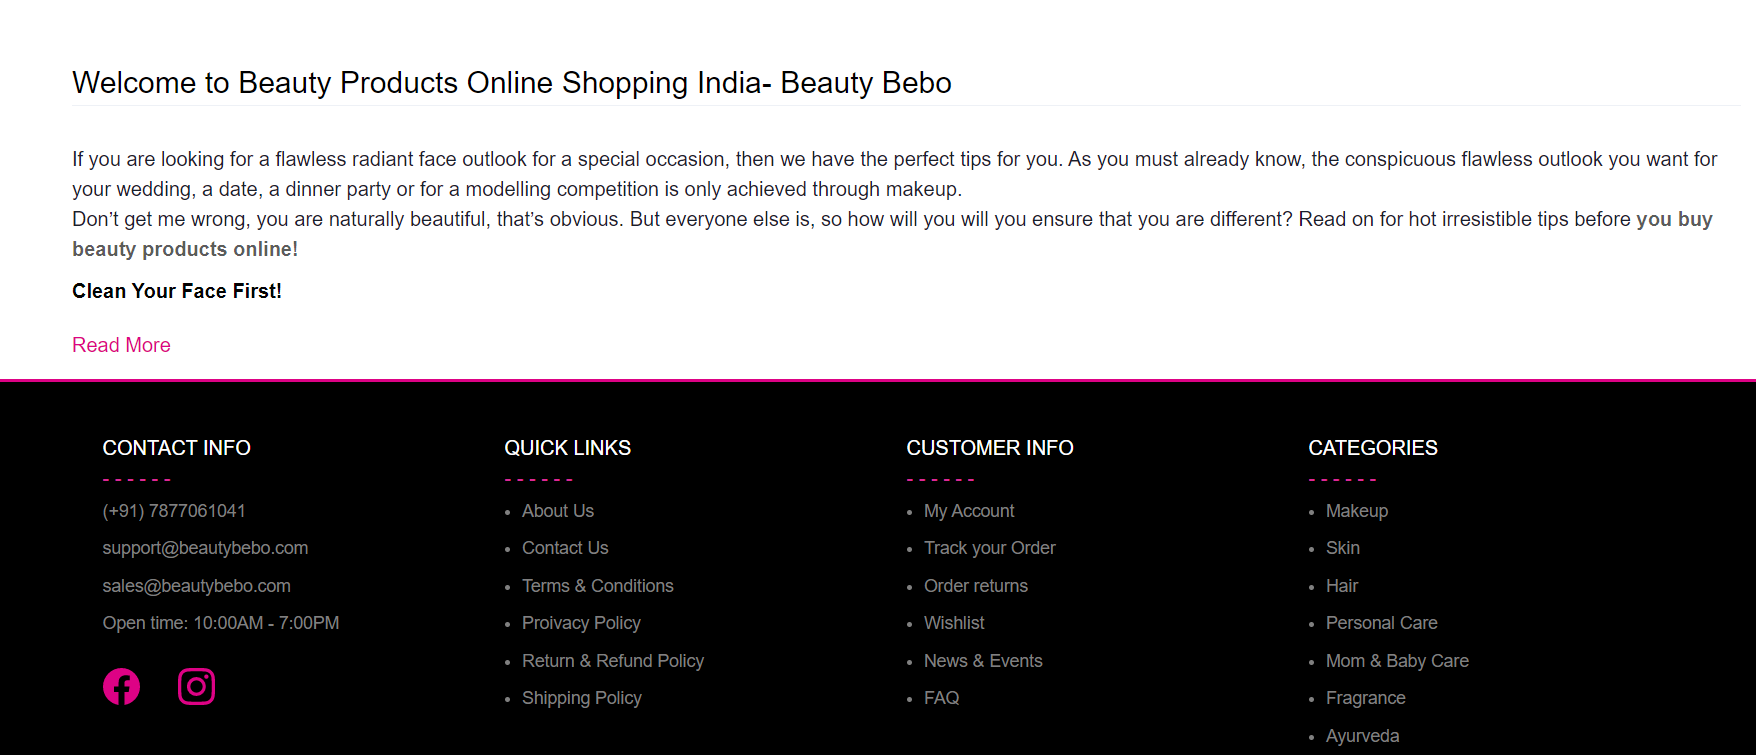 Welcome to Beauty Products Online Shopping India- Beauty Bebo
If you are looking for a flawless radiant face outlook for a special occasion, then we have the perfect tips for you. As you must already know, the conspicuous flawless outlook you want for
your wedding, a date, a dinner party or for a modelling competition is only achieved through makeup.
Don’t get me wrong, you are naturally beautiful, that’s obvious. But everyone else is, so how will you will you ensure that you are different? Read on for hot irresistible tips before you buy
beauty products online!
Clean Your Face First!
Read More
CONTACT INFO
- - - - - -
(+91) 7877061041
support@beautybebo.com
sales@beautybebo.com
Open time: 10:00AM - 7:00PM
QUICK LINKS
- - - - - -
• About Us
• Contact Us
• Terms & Conditions
• Proivacy Policy
• Return & Refund Policy
• Shipping Policy
CUSTOMER INFO
- - - - - -
• My Account
• Track your Order
• Order returns
• Wishlist
• News & Events
• FAQ
CATEGORIES
- - - - - -
• Makeup
• Skin
• Hair
• Personal Care
• Mom & Baby Care
• Fragrance
• Ayurveda